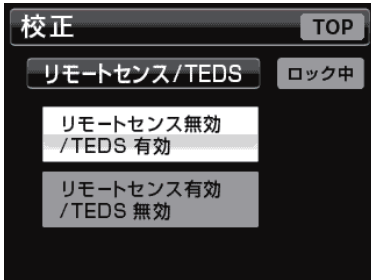 校正 TOP
リモートセンス/TEDS ロック中
リモートセンス無効
/TEDS 有効
リモートセンス有効
/TEDS 無効